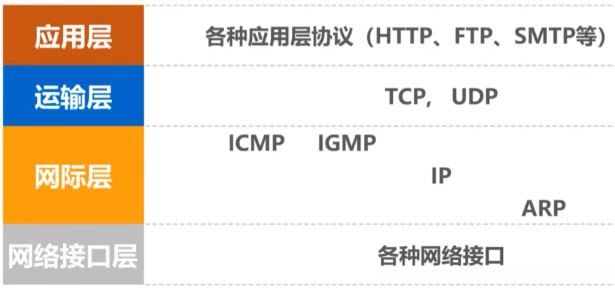 应用层
各种应用层协议（HTTP、FTP、SMTP等）
运输层
TCP, UDP
网际层
ICMP IGMP
IP
ARP
网络接口层
各种网络接口